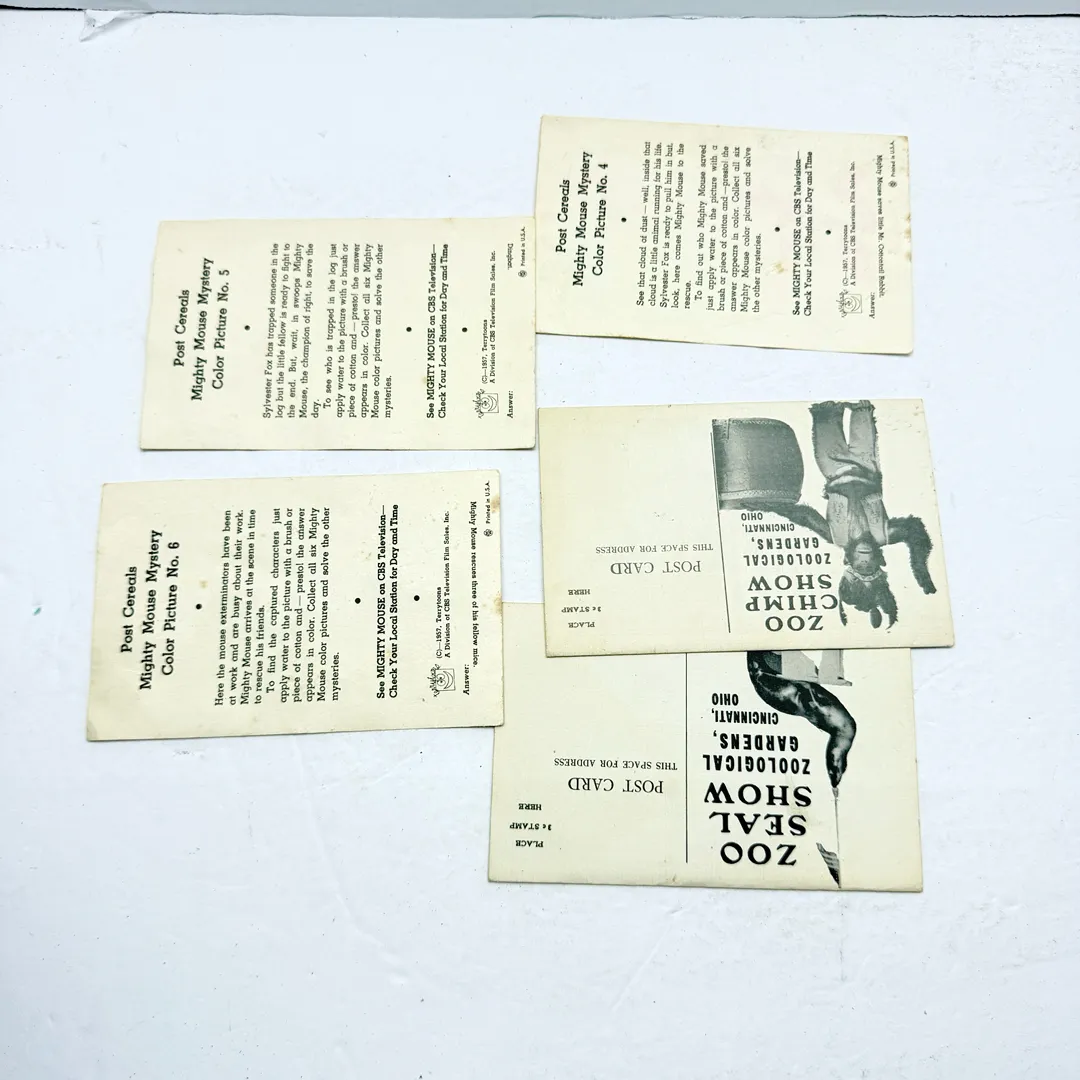 Post Cereals
Mighty Mouse Mystery
Color Picture No. 5
Sylvester Fox has trapped someone in the
log but the little fellow is ready to fight to
the end. But, wait, in swoops Mighty
Mouse, the champion of right, to save the
day.
To see who is trapped in the log just
apply water to the picture with a brush or
piece of cotton and—presto! the answer
appears in color. Collect all six Mighty
Mouse color pictures and solve the other
mysteries.
See MIGHTY MOUSE on CBS Television—
Check Your Local Station for Day and Time
(C)—1957, Terrytoons
A Division of CBS Television Film Sales, Inc.
Answer:
Printed in U.S.A.
Post Cereals
Mighty Mouse Mystery
Color Picture No. 4
See that cloud of dust—well, inside that
cloud is a little animal running for his life.
Sylvester Fox is ready to pull him in but,
look, here comes Mighty Mouse to the
rescue.
To find out who Mighty Mouse saved
just apply water to the picture with a
brush or piece of cotton and—presto! the
answer appears in color. Collect all six
Mighty Mouse color pictures and solve
the other mysteries.
See MIGHTY MOUSE on CBS Television—
Check Your Local Station for Day and Time
(C)—1957, Terrytoons
A Division of CBS Television Film Sales, Inc.
Answer:
Mighty Mouse saves little Mr. Cottontail Rabbit.
Printed in U.S.A.
Post Cereals
Mighty Mouse Mystery
Color Picture No. 6
Here the mouse exterminators have been
at work and are busy about their work.
Mighty Mouse arrives at the scene in time
to rescue his friends.
To find the captured characters just
apply water to the picture with a brush or
piece of cotton and—presto! the answer
appears in color. Collect all six Mighty
Mouse color pictures and solve the other
mysteries.
See MIGHTY MOUSE on CBS Television—
Check Your Local Station for Day and Time
(C)—1957, Terrytoons
A Division of CBS Television Film Sales, Inc.
Answer:
Mighty Mouse rescues three of his fellow mice.
Printed in U.S.A.
ZOO
CHIMP
SHOW
ZOOLOGICAL
GARDENS,
CINCINNATI,
OHIO
PLACE
3¢ STAMP
HERE
POST CARD
THIS SPACE FOR ADDRESS
ZOO
SEAL
SHOW
ZOOLOGICAL
GARDENS,
CINCINNATI,
OHIO
PLACE
3¢ STAMP
HERE
POST CARD
THIS SPACE FOR ADDRESS